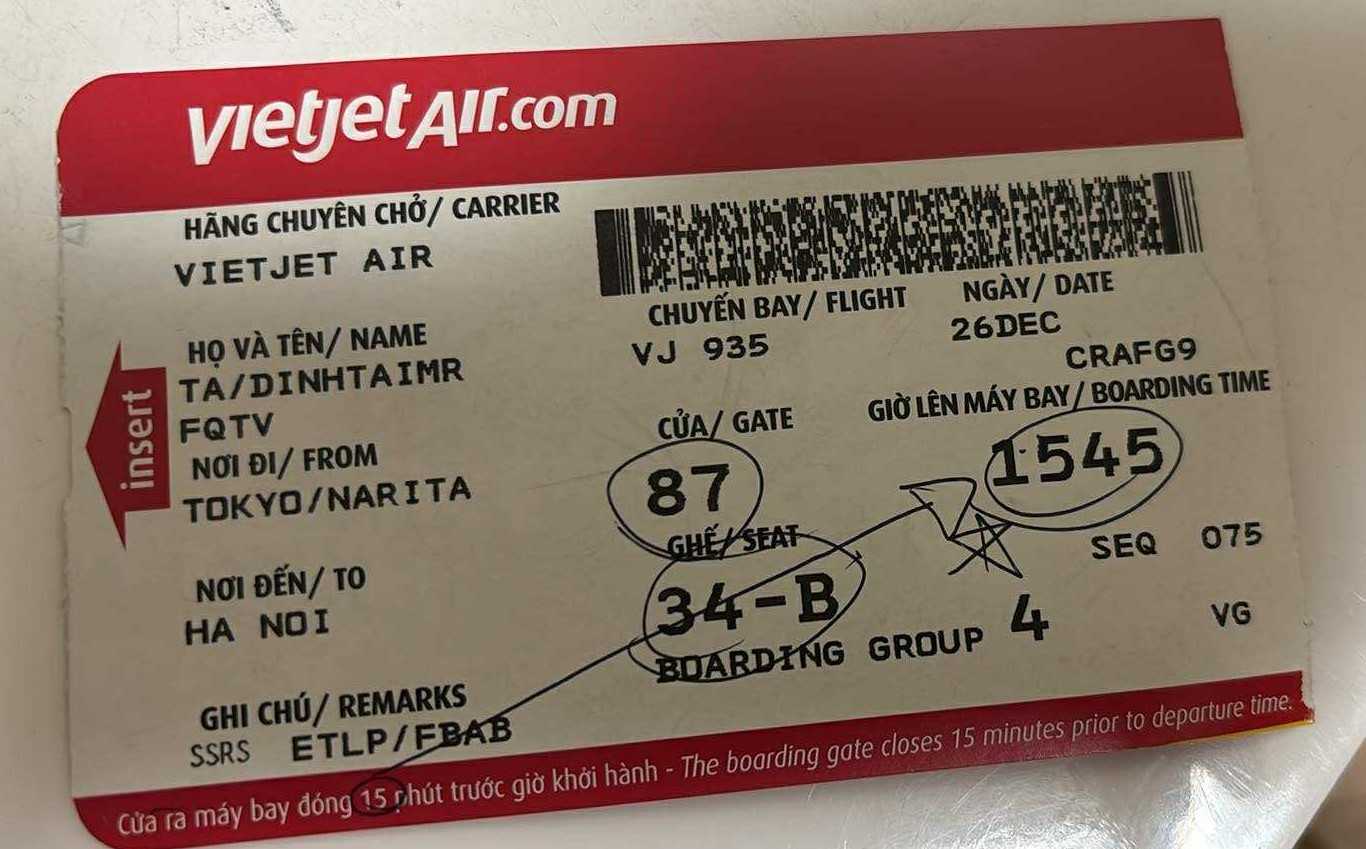 vietjetAir.com
HÃNG CHUYÊN CHỞ/ CARRIER
VIETJET AIR
CHUYẾN BAY/ FLIGHT
NGÀY/ DATE
VJ 935
26DEC
HỌ VÀ TÊN/ NAME
TA/DINHTAIMR
CRAFG9
FQTV
CỬA/ GATE
GIỜ LÊN MÁY BAY/ BOARDING TIME
insert
NƠI ĐI/ FROM
TOKYO/NARITA
87
1545
GHẾ/ SEAT
SEQ 075
NƠI ĐẾN/ TO
HA NOI
34-B
BOARDING GROUP 4
VG
GHI CHÚ/ REMARKS
SSRS ETLP/FBAB
Cửa ra máy bay đóng 15 phút trước giờ khởi hành - The boarding gate closes 15 minutes prior to departure time.